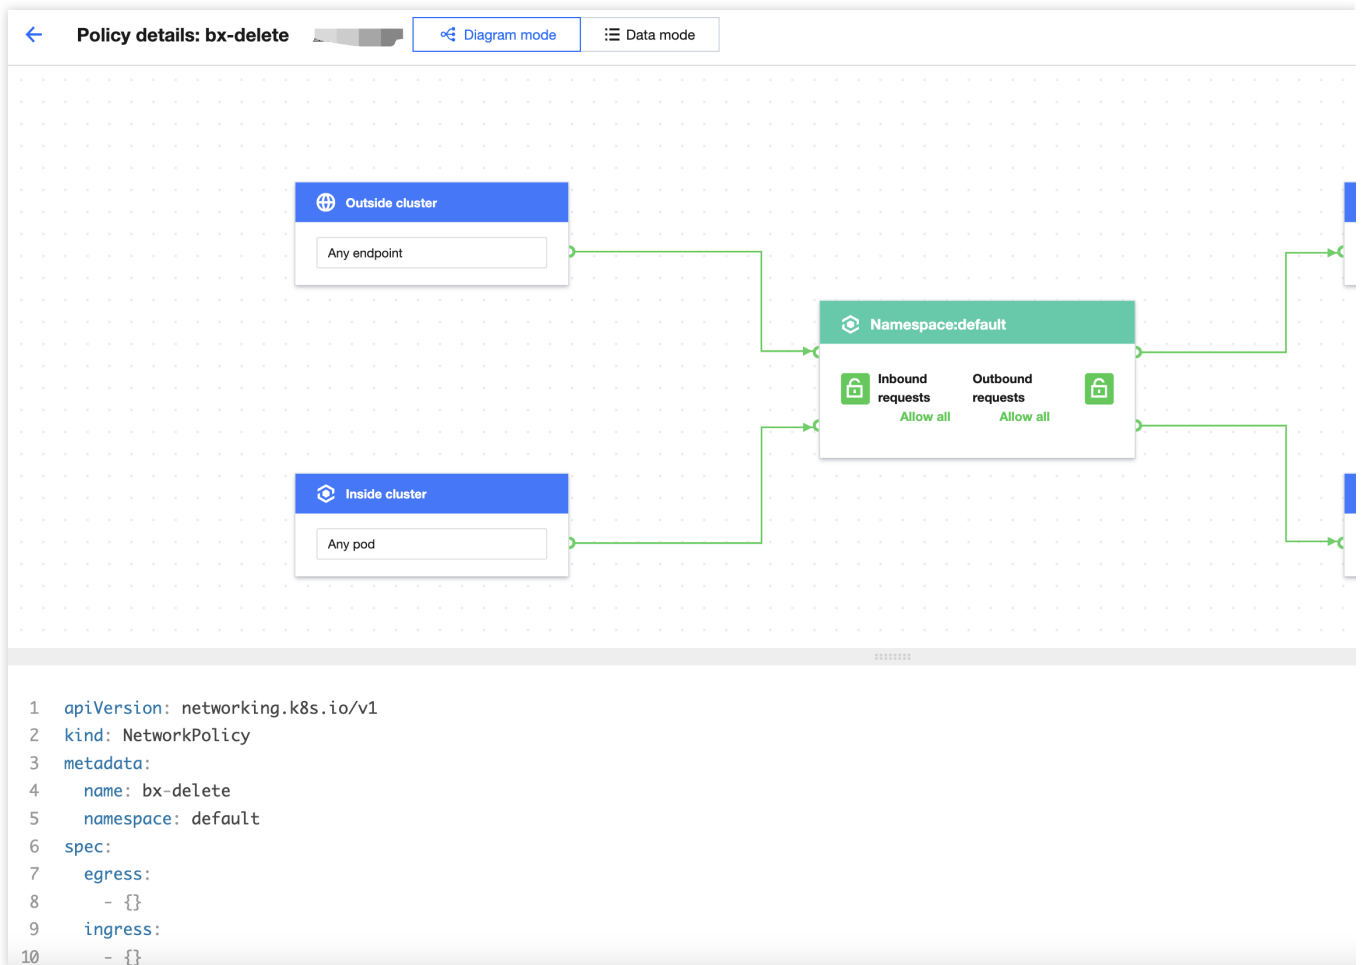 Policy details: bx-delete
Diagram mode
Data mode
Outside cluster
Any endpoint
Namespace:default
Inbound requests
Allow all
Outbound requests
Allow all
Inside cluster
Any pod
1 apiVersion: networking.k8s.io/v1
2 kind: NetworkPolicy
3 metadata:
4   name: bx-delete
5   namespace: default
6 spec:
7   egress:
8     - {}
9   ingress:
10     - {}